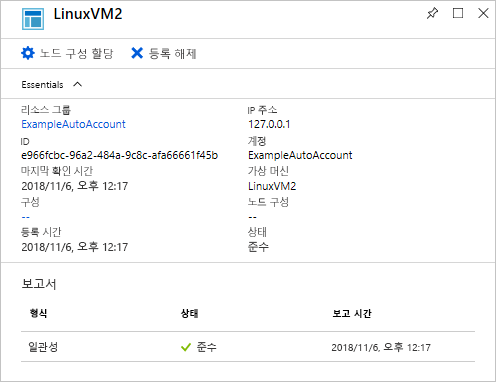 LinuxVM2
노드 구성 할당 등록 해제
Essentials
리소스 그룹 IP 주소
ExampleAutoAccount 127.0.0.1
ID 계정
e966fcbc-96a2-484a-9c8c-afa66661f45b ExampleAutoAccount
마지막 확인 시간 가상 머신
2018/11/6, 오후 12:17 LinuxVM2
구성 노드 구성
-- --
등록 시간 상태
2018/11/6, 오후 12:17 준수
보고서
형식 상태 보고 시간
일관성 준수 2018/11/6, 오후 12:17